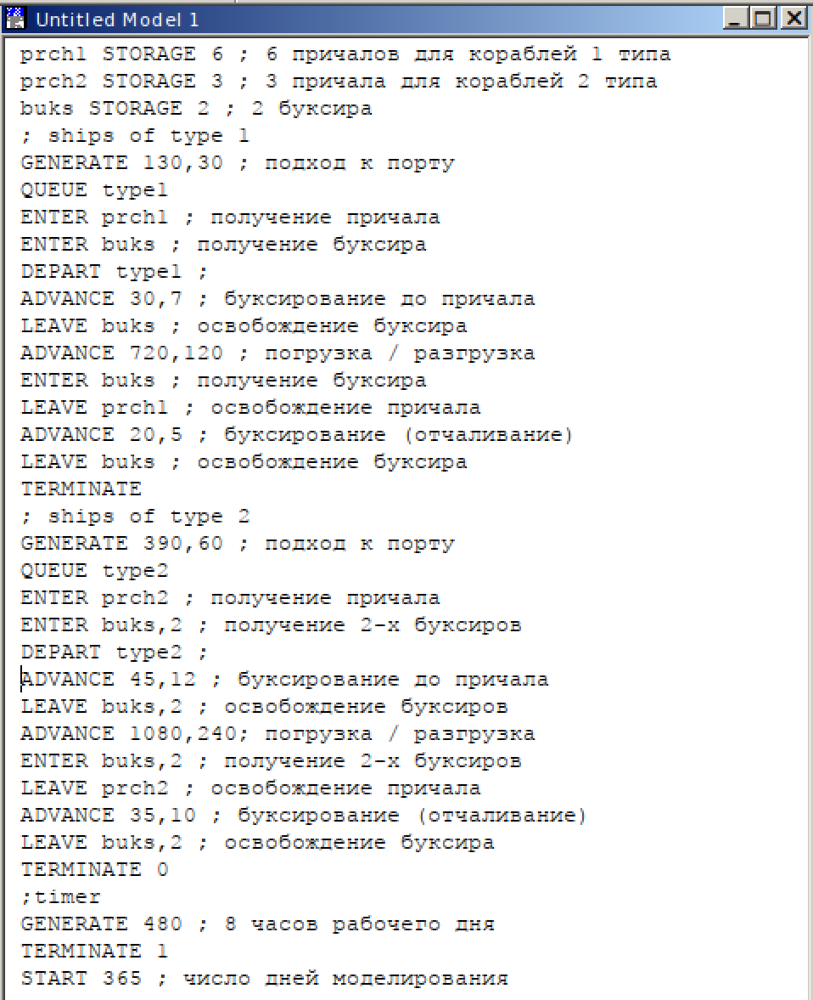 Untitled Model 1
prch1 STORAGE 6 ; 6 причалов для кораблей 1 типа
prch2 STORAGE 3 ; 3 причала для кораблей 2 типа
buks STORAGE 2 ; 2 буксира
; ships of type 1
GENERATE 130,30 ; подход к порту
QUEUE type1
ENTER prch1 ; получение причала
ENTER buks ; получение буксира
DEPART type1 ;
ADVANCE 30,7 ; буксирование до причала
LEAVE buks ; освобождение буксира
ADVANCE 720,120 ; погрузка / разгрузка
ENTER buks ; получение буксира
LEAVE prch1 ; освобождение причала
ADVANCE 20,5 ; буксирование (отчаливание)
LEAVE buks ; освобождение буксира
TERMINATE
; ships of type 2
GENERATE 390,60 ; подход к порту
QUEUE type2
ENTER prch2 ; получение причала
ENTER buks,2 ; получение 2-х буксиров
DEPART type2 ;
ADVANCE 45,12 ; буксирование до причала
LEAVE buks,2 ; освобождение буксиров
ADVANCE 1080,240; погрузка / разгрузка
ENTER buks,2 ; получение 2-х буксиров
LEAVE prch2 ; освобождение причала
ADVANCE 35,10 ; буксирование (отчаливание)
LEAVE buks,2 ; освобождение буксира
TERMINATE 0
;timer
GENERATE 480 ; 8 часов рабочего дня
TERMINATE 1
START 365 ; число дней моделирования